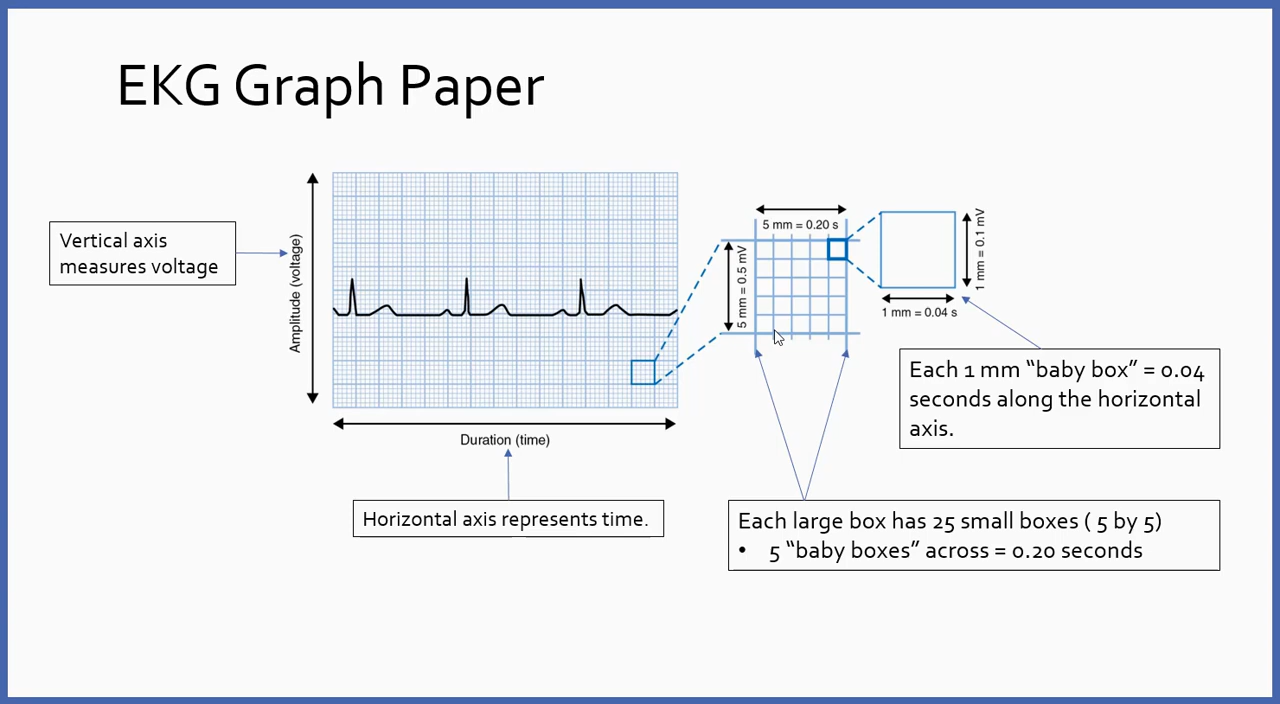 EKG Graph Paper
Vertical axis
measures voltage
Amplitude (voltage)
Duration (time)
Horizontal axis represents time.
5 mm = 0.20 s
5 mm = 0.5 mV
1 mm = 0.1 mV
1 mm = 0.04 s
Each 1 mm “baby box” = 0.04
seconds along the horizontal
axis.
Each large box has 25 small boxes ( 5 by 5)
• 5 “baby boxes” across = 0.20 seconds